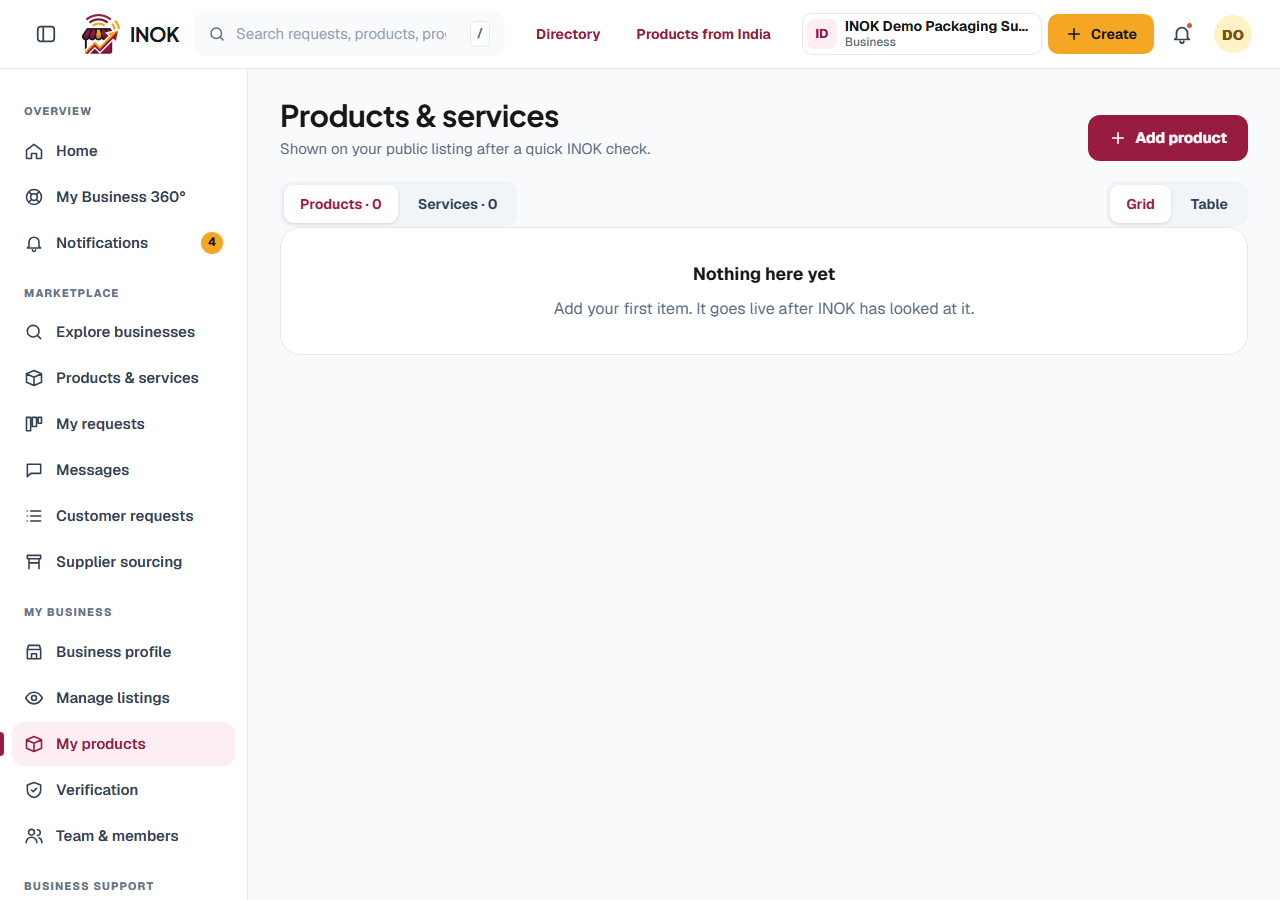 INOK
Search requests, products, pro
/
Directory
Products from India
ID
INOK Demo Packaging Su...
Business
Create
DO
OVERVIEW
Home
My Business 360°
Notifications
4
MARKETPLACE
Explore businesses
Products & services
My requests
Messages
Customer requests
Supplier sourcing
MY BUSINESS
Business profile
Manage listings
My products
Verification
Team & members
BUSINESS SUPPORT
Products & services
Shown on your public listing after a quick INOK check.
Add product
Products · 0
Services · 0
Grid
Table
Nothing here yet
Add your first item. It goes live after INOK has looked at it.